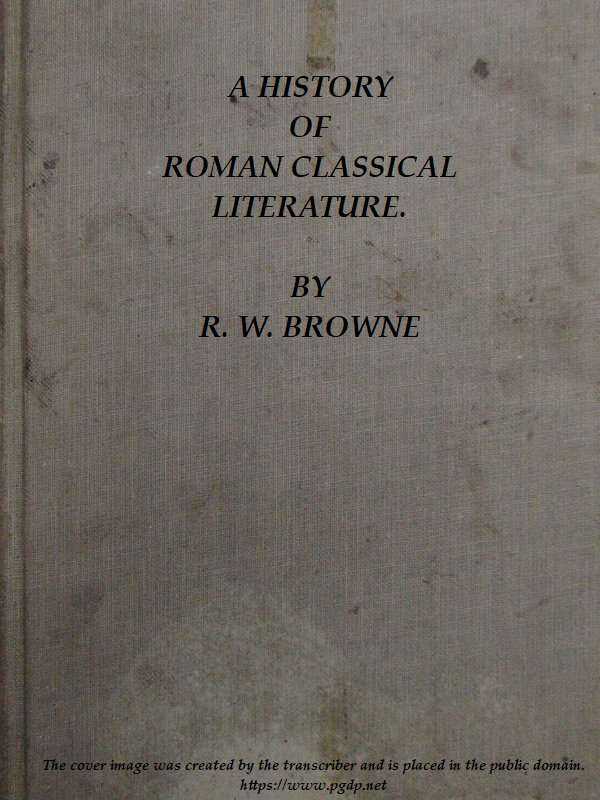 A HISTORY
OF
ROMAN CLASSICAL
LITERATURE.
BY
R. W. BROWNE
The cover image was created by the transcriber and is placed in the public domain.
https://www.pgdp.net